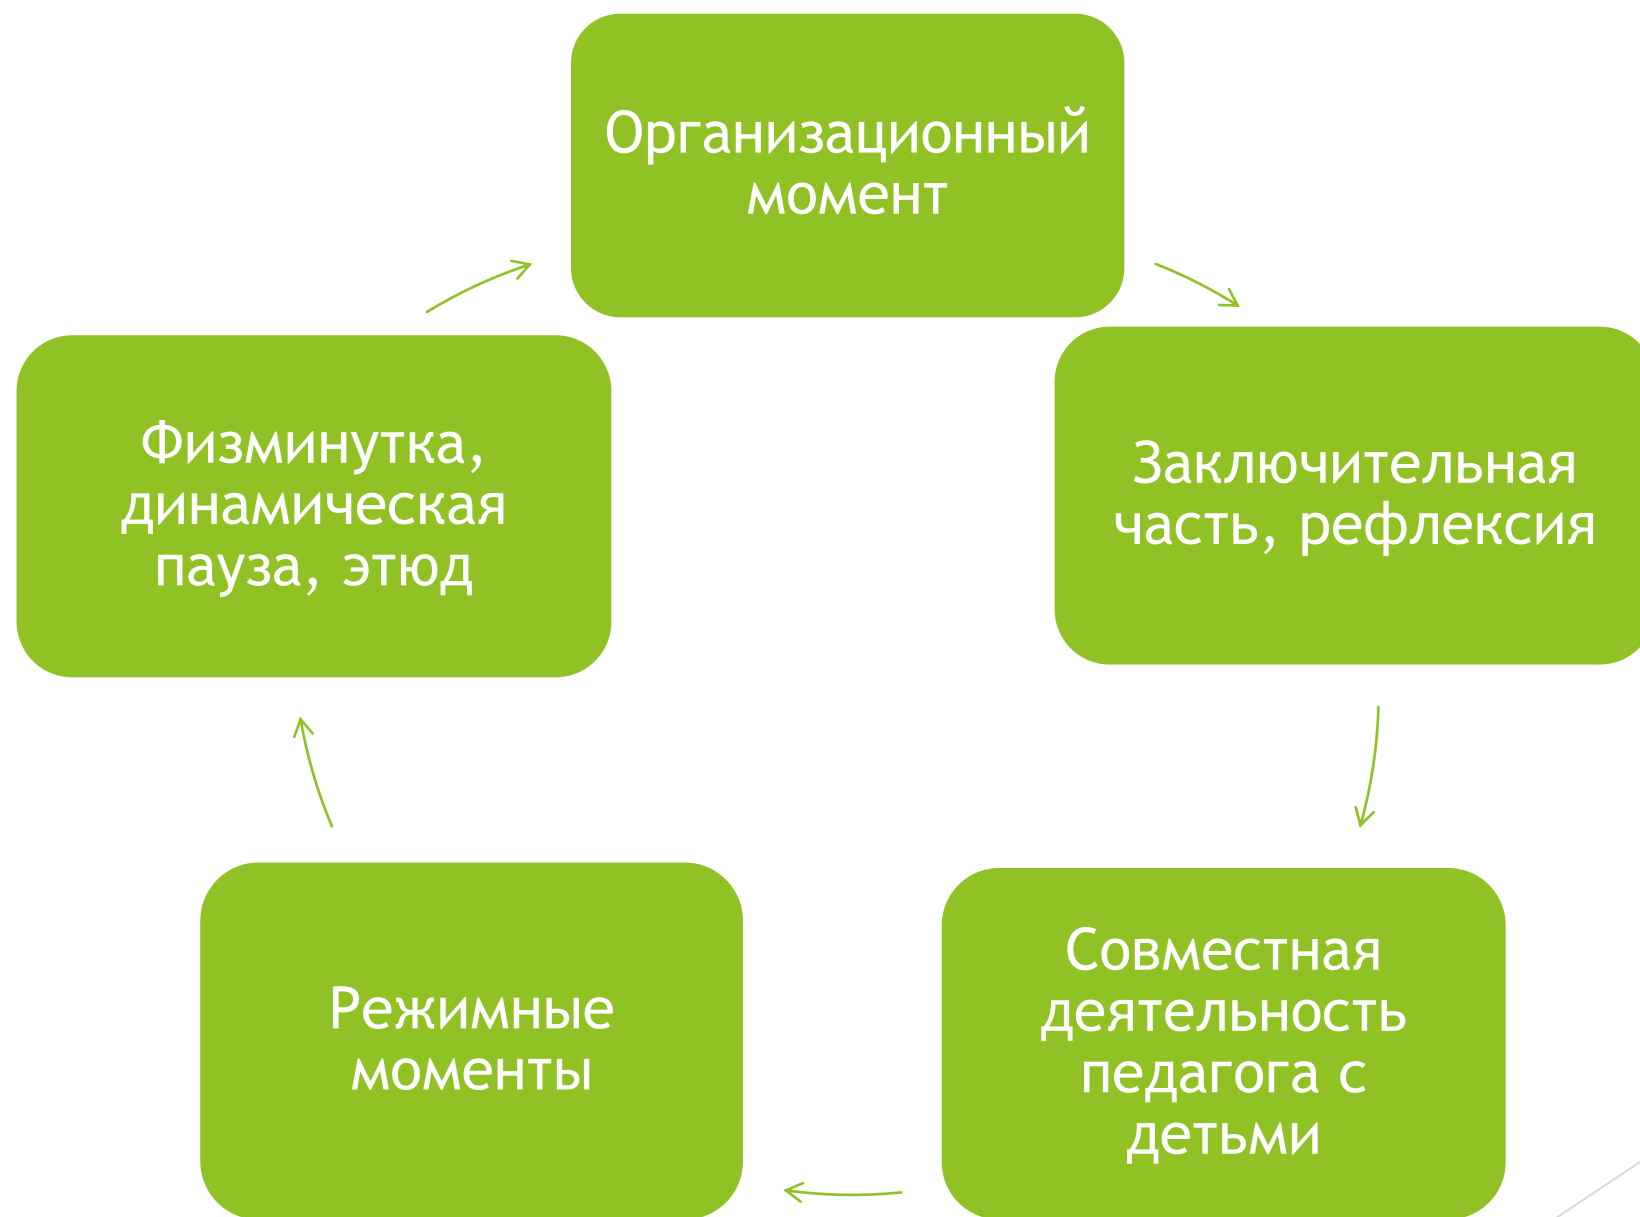 Организационный
момент
Заключительная
часть, рефлексия
Совместная
деятельность
педагога с
детьми
Режимные
моменты
Физминутка,
динамическая
пауза, этюд